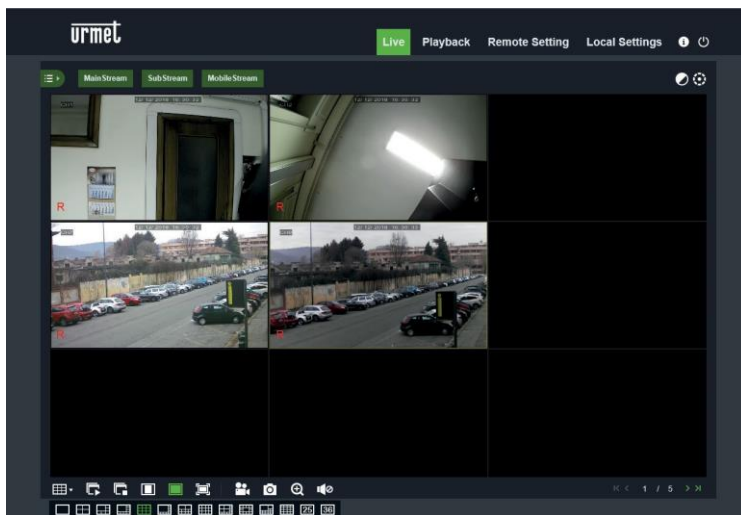 urmet
Live Playback Remote Setting Local Settings
Main Stream Sub Stream Mobile Stream
R
R
R
R
1 / 5
25 36